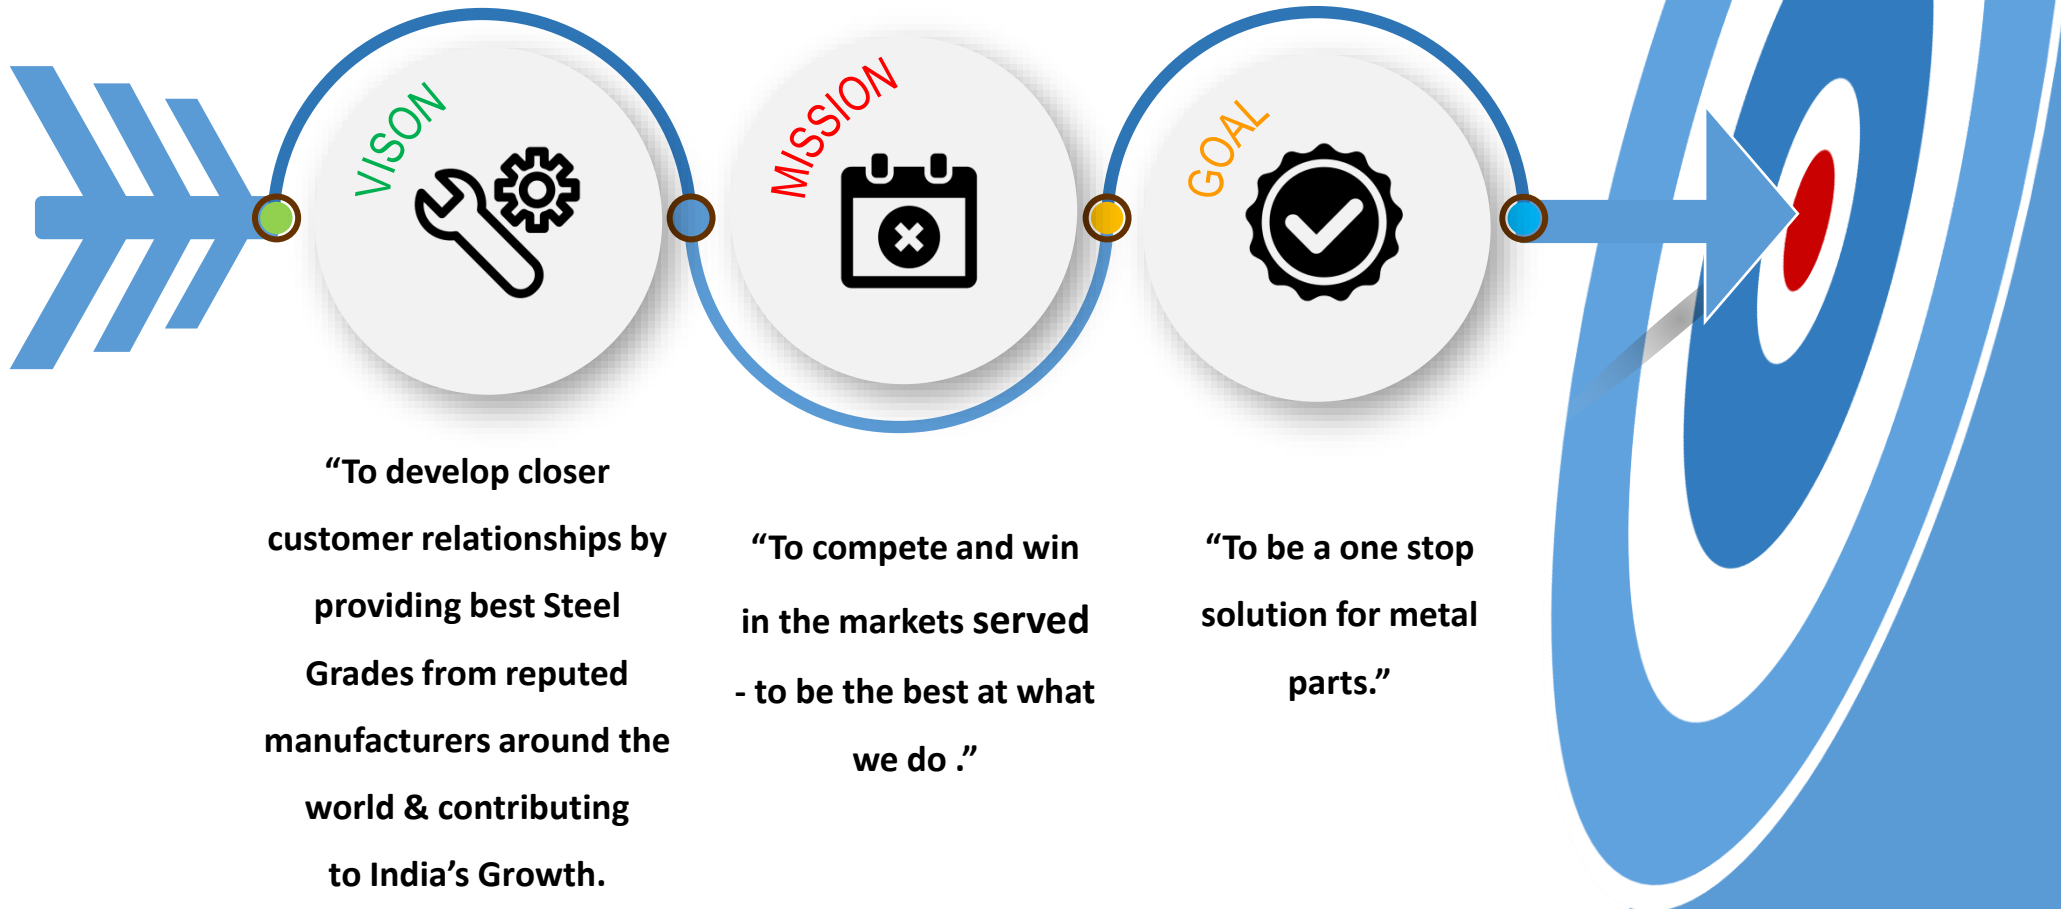 VISON
MISSION
GOAL
“To develop closer
customer relationships by
providing best Steel
Grades from reputed
manufacturers around the
world & contributing
to India’s Growth.
“To compete and win
in the markets served
- to be the best at what
we do .”
“To be a one stop
solution for metal
parts.”